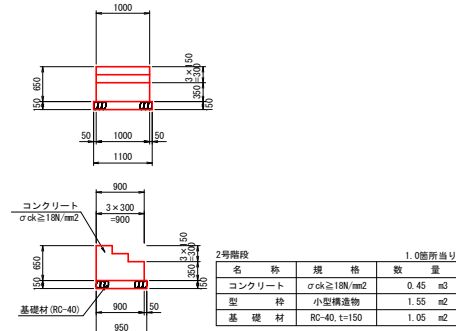 1000
650
150
3×150
=300
350
150
50
1000
50
1100
900
コンクリート
σck≧18N/mm2
3×300
=900
650
150
3×150
=300
350
150
基礎材(RC-40)
900
50
950
2号階段 1.0箇所当り
名 称 規 格 数 量
コンクリート σck≧18N/mm2 0.45 m3
型 枠 小型構造物 1.55 m2
基 礎 材 RC-40,t=150 1.05 m2